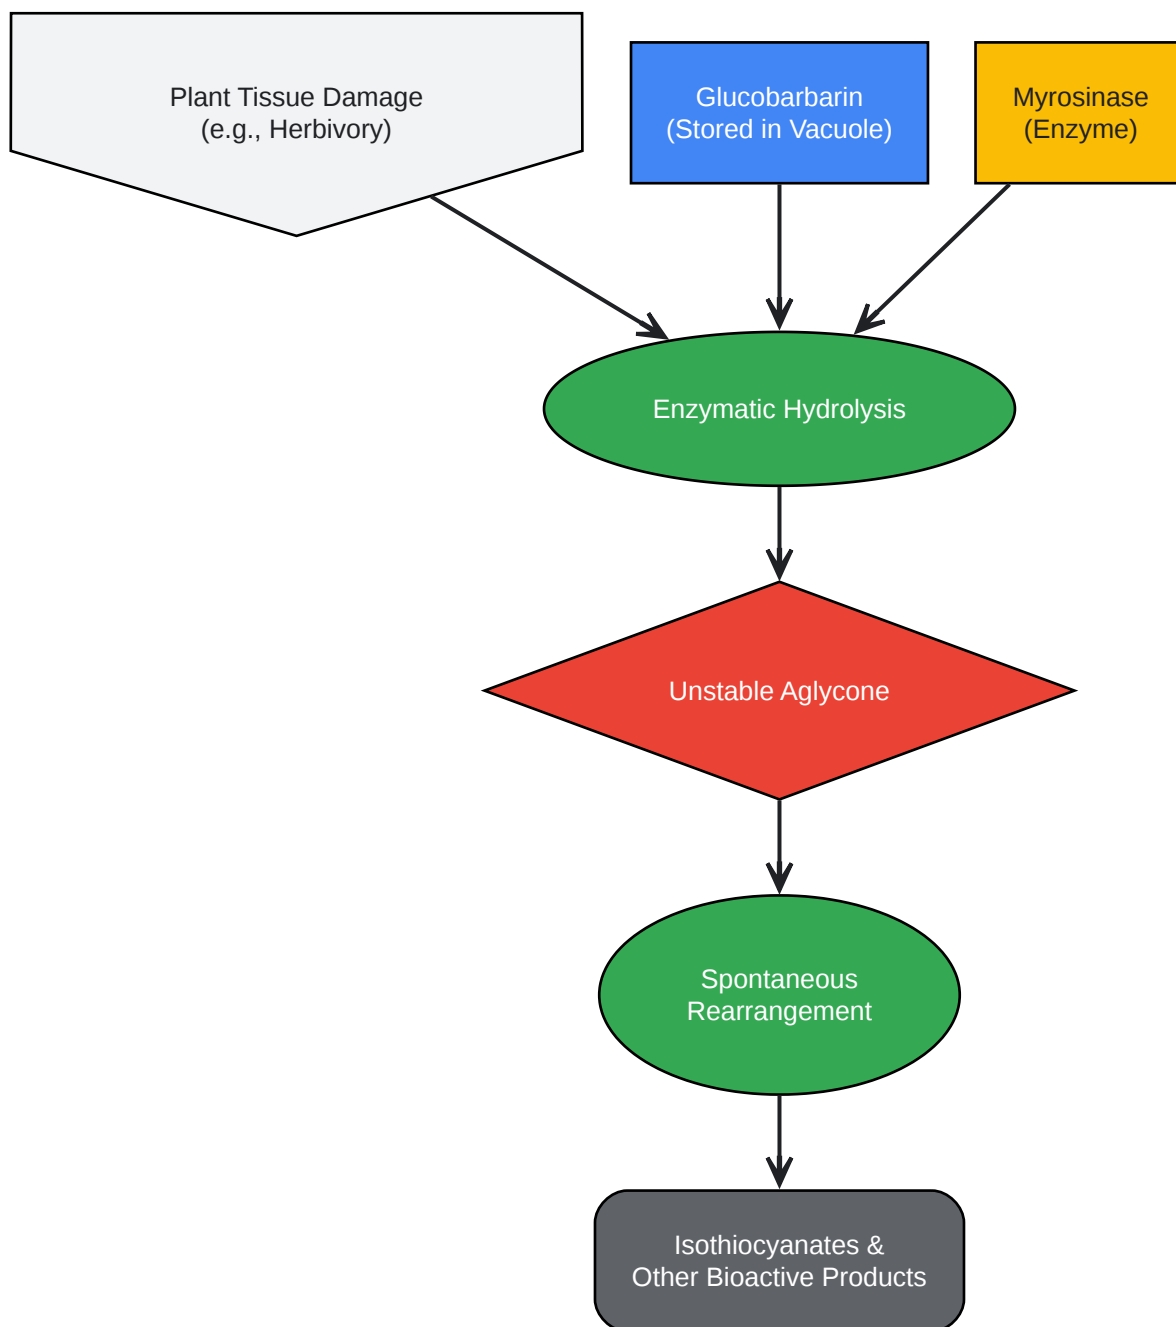 Plant Tissue Damage
(e.g., Herbivory)
Glucobarbarin
(Stored in Vacuole)
Myrosinase
(Enzyme)
Enzymatic Hydrolysis
Unstable Aglycone
Spontaneous
Rearrangement
Isothiocyanates &
Other Bioactive Products